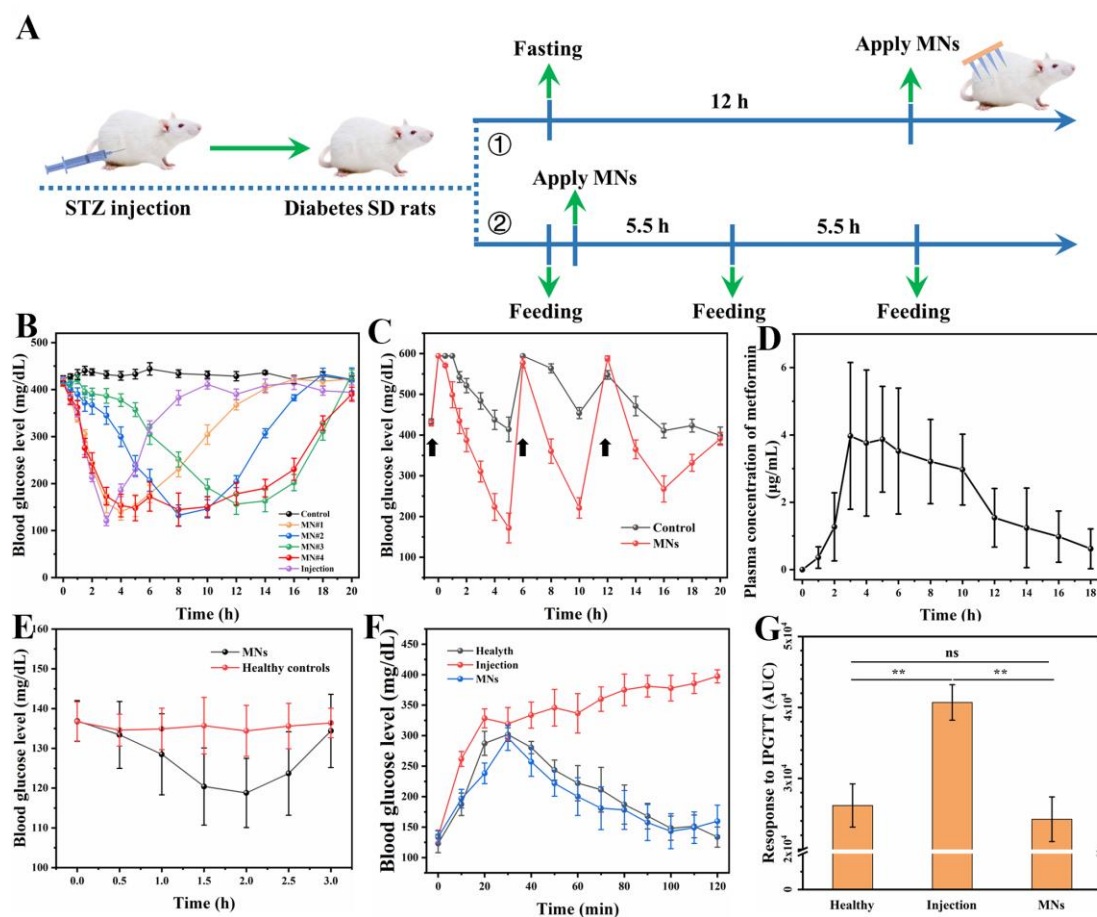 A
Fasting
Apply MNs
12 h
①
STZ injection
Diabetes SD rats
Apply MNs
②
5.5 h
5.5 h
Feeding
Feeding
Feeding
B
Blood glucose level (mg/dL)
500
400
300
200
100
0
Control
MN#1
MN#2
MN#3
MN#4
Injection
0 2 4 6 8 10 12 14 16 18 20
Time (h)
C
Blood glucose level (mg/dL)
600
500
400
300
200
100
0
Control
MNs
0 2 4 6 8 10 12 14 16 18 20
Time (h)
D
Plasma concentration of metformin
(μg/mL)
6
4
2
0
0 2 4 6 8 10 12 14 16 18
Time (h)
E
Blood glucose level (mg/dL)
160
150
140
130
120
110
100
MNs
Healthy controls
0.0 0.5 1.0 1.5 2.0 2.5 3.0
Time (h)
F
Blood glucose level (mg/dL)
450
400
350
300
250
200
150
100
Healyth
Injection
MNs
0 20 40 60 80 100 120
Time (min)
G
Resoponse to IPGTT (AUC)
5x10⁴
4x10⁴
3x10⁴
2x10⁴
0
ns
**
**
Healthy
Injection
MNs